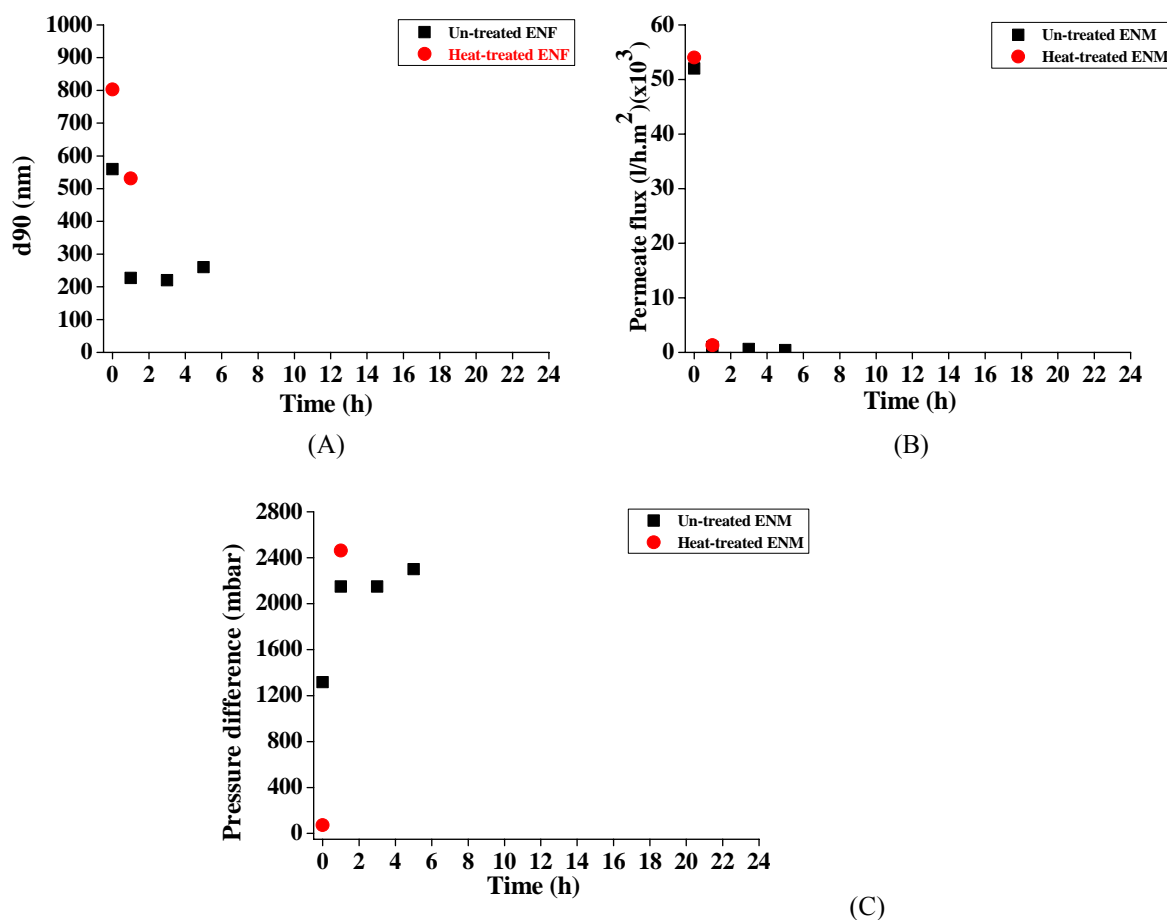 1000
900
800
700
600
500
400
300
200
100
0
d90 (nm)
0 2 4 6 8 10 12 14 16 18 20 22 24
Time (h)
Un-treated ENF
Heat-treated ENF
(A)
60
50
40
30
20
10
0
Permeate flux (l/h.m²)(x10³)
0 2 4 6 8 10 12 14 16 18 20 22 24
Time (h)
Un-treated ENM
Heat-treated ENM
(B)
2800
2400
2000
1600
1200
800
400
0
Pressure difference (mbar)
0 2 4 6 8 10 12 14 16 18 20 22 24
Time (h)
Un-treated ENM
Heat-treated ENM
(C)